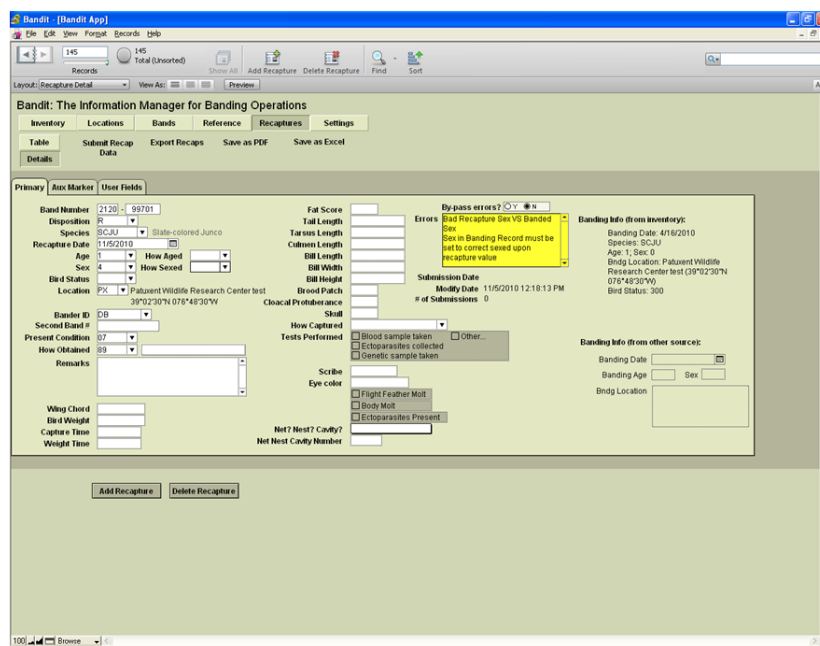 Bandit - [Bandit App]
File Edit View Format Records Help
145
145
Total (Unsorted)
Records
Show All Add Recapture Delete Recapture Find Sort
Layout: Recapture Detail View As: Preview
Bandit: The Information Manager for Banding Operations
Inventory Locations Bands Reference Recaptures Settings
Table Submit Recap Data Export Recaps Save as PDF Save as Excel
Details
Primary Aux Marker User Fields
Band Number 2120 - 99701
Disposition R
Species SCJU Slate-colored Junco
Recapture Date 11/5/2010
Age 1 How Aged
Sex 4 How Sexed
Bird Status
Location PX Patuxent Wildlife Research Center test
39°02'30"N 076°48'30"W
Bander ID DB
Second Band #
Present Condition 07
How Obtained 89
Remarks
Wing Chord
Bird Weight
Capture Time
Weight Time
Fat Score
Tail Length
Tarsus Length
Culmen Length
Bill Length
Bill Width
Bill Height
Brood Patch
Cloacal Protuberance
Skull
How Captured
Tests Performed Blood sample taken Other...
Ectoparasites collected
Genetic sample taken
Scribe
Eye color
Flight Feather Molt
Body Molt
Ectoparasites Present
Net? Nest? Cavity?
Net Nest Cavity Number
By-pass errors? Y N
Errors Bad Recapture Sex VS Banded
Sex
Sex in Banding Record must be
set to correct sexed upon
recapture value
Submission Date
Modify Date 11/5/2010 12:18:13 PM
# of Submissions 0
Banding Info (from inventory):
Banding Date: 4/16/2010
Species: SCJU
Age: 1; Sex: 0
Bndg Location: Patuxent Wildlife
Research Center test (39°02'30"N
076°48'30"W)
Bird Status: 300
Banding Info (from other source):
Banding Date
Banding Age Sex
Bndg Location
Add Recapture Delete Recapture
100 Browse